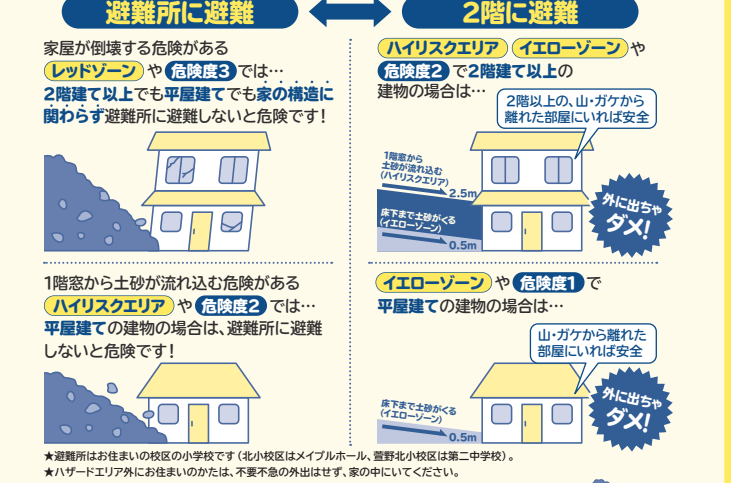 避難所に避難
2階に避難
家屋が倒壊する危険がある
レッドゾーン や 危険度3 では…
2階建て以上でも平屋建てでも家の構造に
関わらず避難所に避難しないと危険です!
ハイリスクエリア イエローゾーン や
危険度2 で2階建て以上の
建物の場合は…
2階以上の、山・ガケから
離れた部屋にいれば安全
1階窓から
土砂が流れ込む
(ハイリスクエリア)
2.5m
床下まで土砂がくる
(イエローゾーン)
0.5m
外に出ちゃ
ダメ!
1階窓から土砂が流れ込む危険がある
ハイリスクエリア や 危険度2 では…
平屋建ての建物の場合は、避難所に避難
しないと危険です!
イエローゾーン や 危険度1 で
平屋建ての建物の場合は…
山・ガケから離れた
部屋にいれば安全
床下まで土砂がくる
(イエローゾーン)
0.5m
外に出ちゃ
ダメ!
★避難所はお住まいの校区の小学校です(北小校区はメイプルホール、萱野北小校区は第二中学校)。
★ハザードエリア外にお住まいのかたは、不要不急の外出はせず、家の中にいてください。